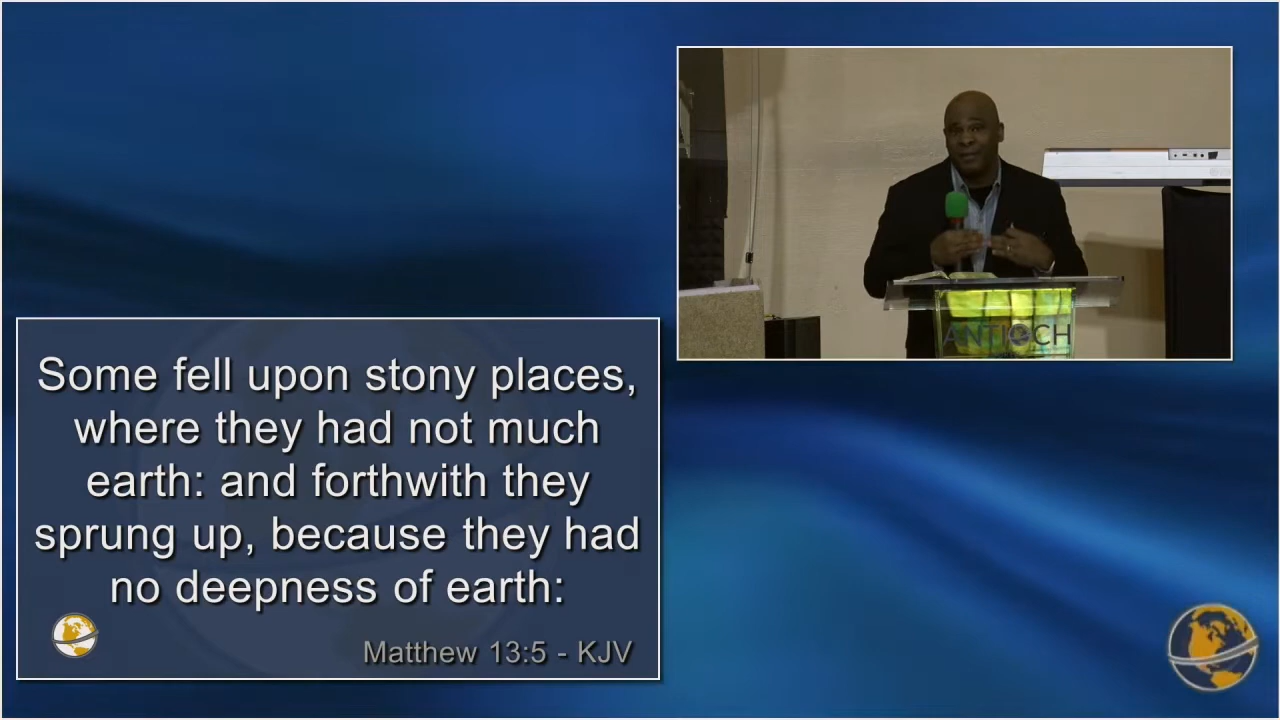 Some fell upon stony places,
where they had not much
earth: and forthwith they
sprung up, because they had
no deepness of earth:
Matthew 13:5 - KJV
ANTIOCH